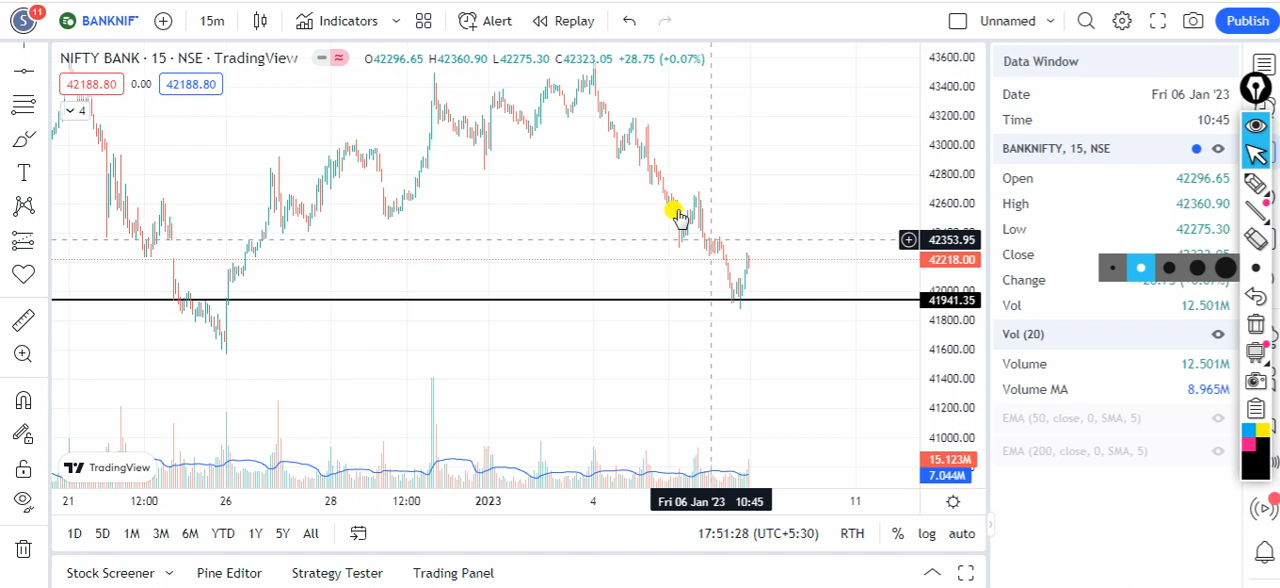 S 11 BANKNIF 15m Indicators Alert Replay Unnamed Publish
NIFTY BANK · 15 · NSE · TradingView O42296.65 H42360.90 L42275.30 C42323.05 +28.75 (+0.07%)
42188.80 0.00 42188.80
4
43600.00
43400.00
43200.00
43000.00
42800.00
42600.00
42353.95
42218.00
42000.00
41941.35
41800.00
41600.00
41400.00
41200.00
41000.00
15.123M
7.044M
TradingView
21 12:00 26 28 12:00 2023 4 Fri 06 Jan '23 10:45 11
1D 5D 1M 3M 6M YTD 1Y 5Y All 17:51:28 (UTC+5:30) RTH % log auto
Stock Screener Pine Editor Strategy Tester Trading Panel
Data Window
Date Fri 06 Jan '23
Time 10:45
BANKNIFTY, 15, NSE
Open 42296.65
High 42360.90
Low 42275.30
Close
Change
Vol 12.501M
Vol (20)
Volume 12.501M
Volume MA 8.965M
EMA (50, close, 0, SMA, 5)
EMA (200, close, 0, SMA, 5)